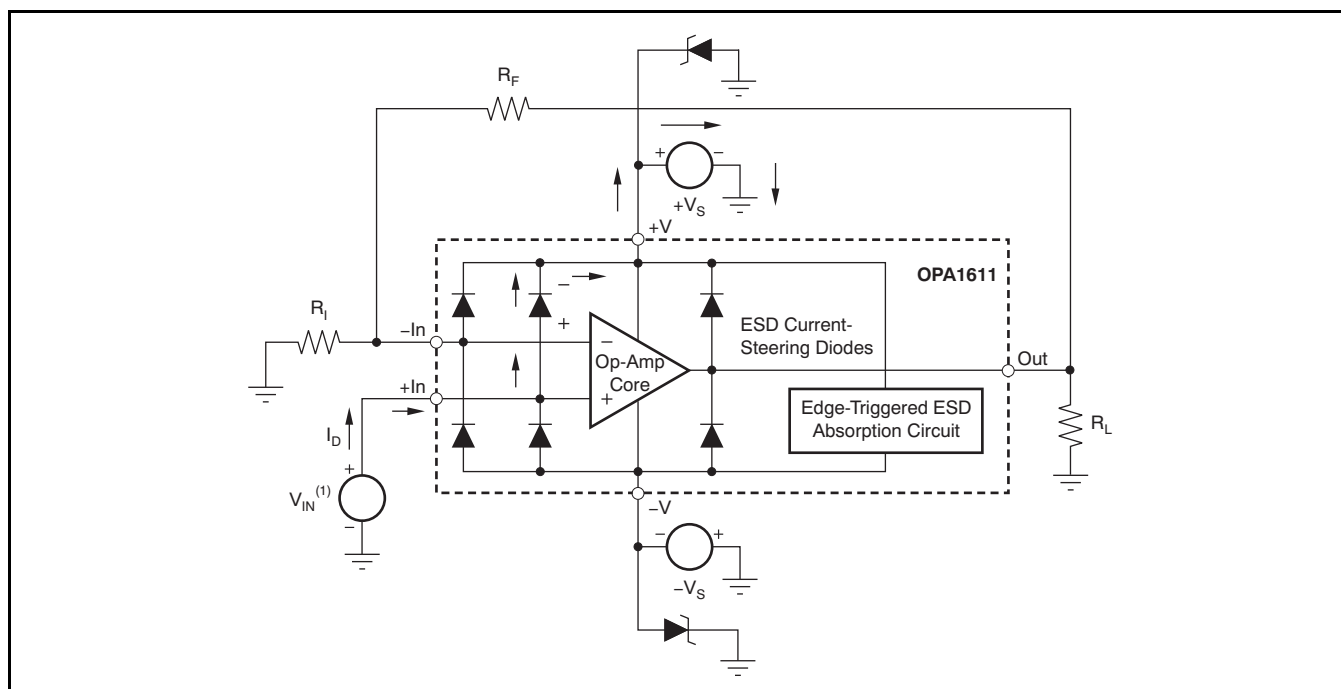 R_F
+ −
+V_S
+V
OPA1611
−
+
R_I
−In
−
Op-Amp
Core
+
ESD Current-
Steering Diodes
Out
+In
Edge-Triggered ESD
Absorption Circuit
I_D
R_L
+
V_IN^(1)
−
−V
− +
−V_S